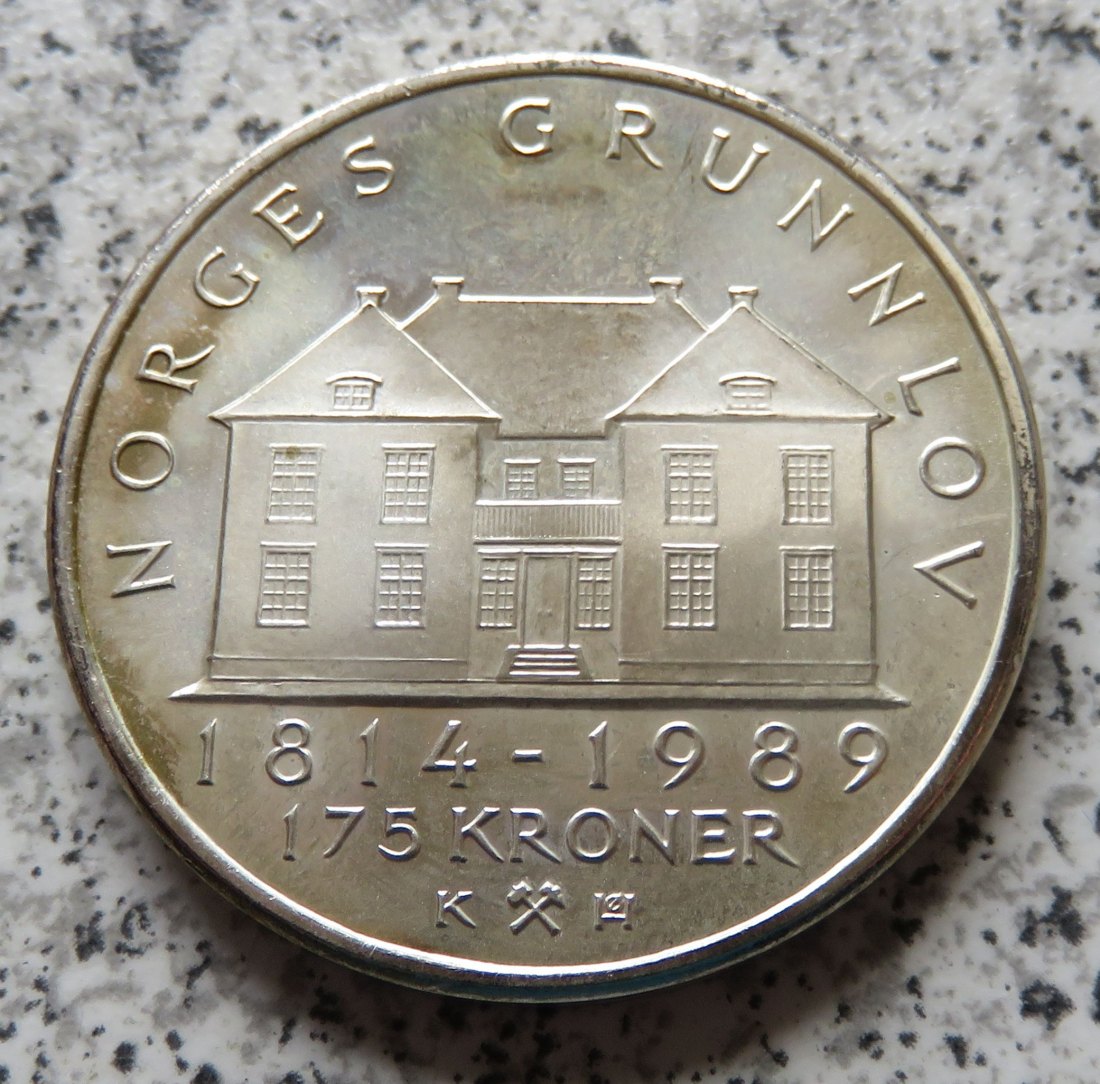 NORGES GRUNNLOV
1814-1989
175 KRONER
K